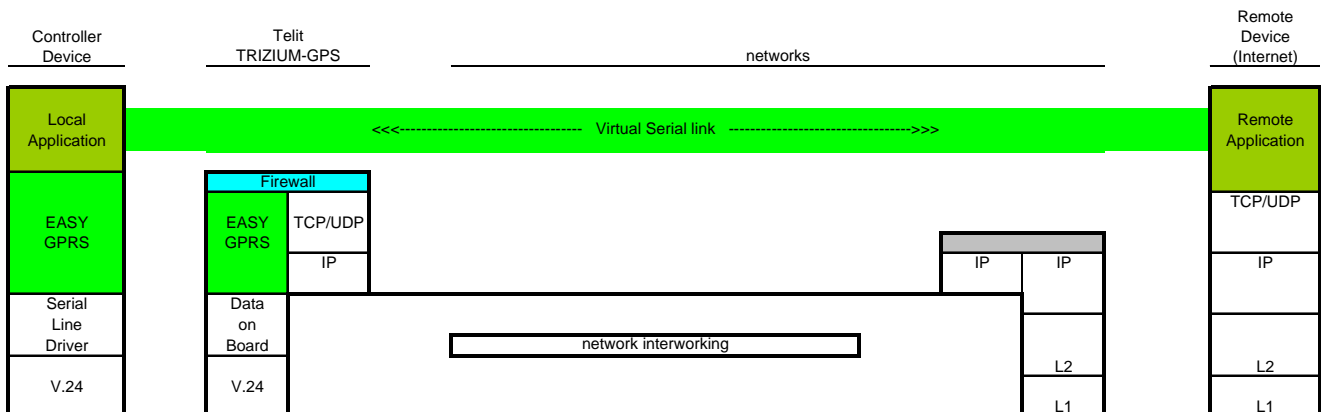 Controller
Device
Telit
TRIZIUM-GPS
networks
Remote
Device
(Internet)
Local
Application
<<<---------------------------------- Virtual Serial link ---------------------------------->>>
Remote
Application
Firewall
EASY
GPRS
EASY
GPRS
TCP/UDP
TCP/UDP
IP
IP
IP
IP
Serial
Line
Driver
Data
on
Board
network interworking
L2
L2
V.24
V.24
L1
L1